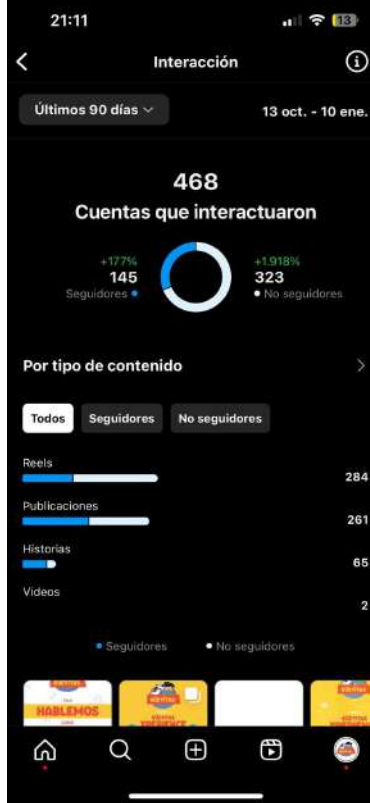 21:11
13
Interacción
Últimos 90 días
13 oct. - 10 ene.
468
Cuentas que interactuaron
+177%
145
Seguidores
+1.918%
323
No seguidores
Por tipo de contenido
Todos Seguidores No seguidores
Reels
284
Publicaciones
261
Historias
65
Videos
2
Seguidores No seguidores
HABLEMOS